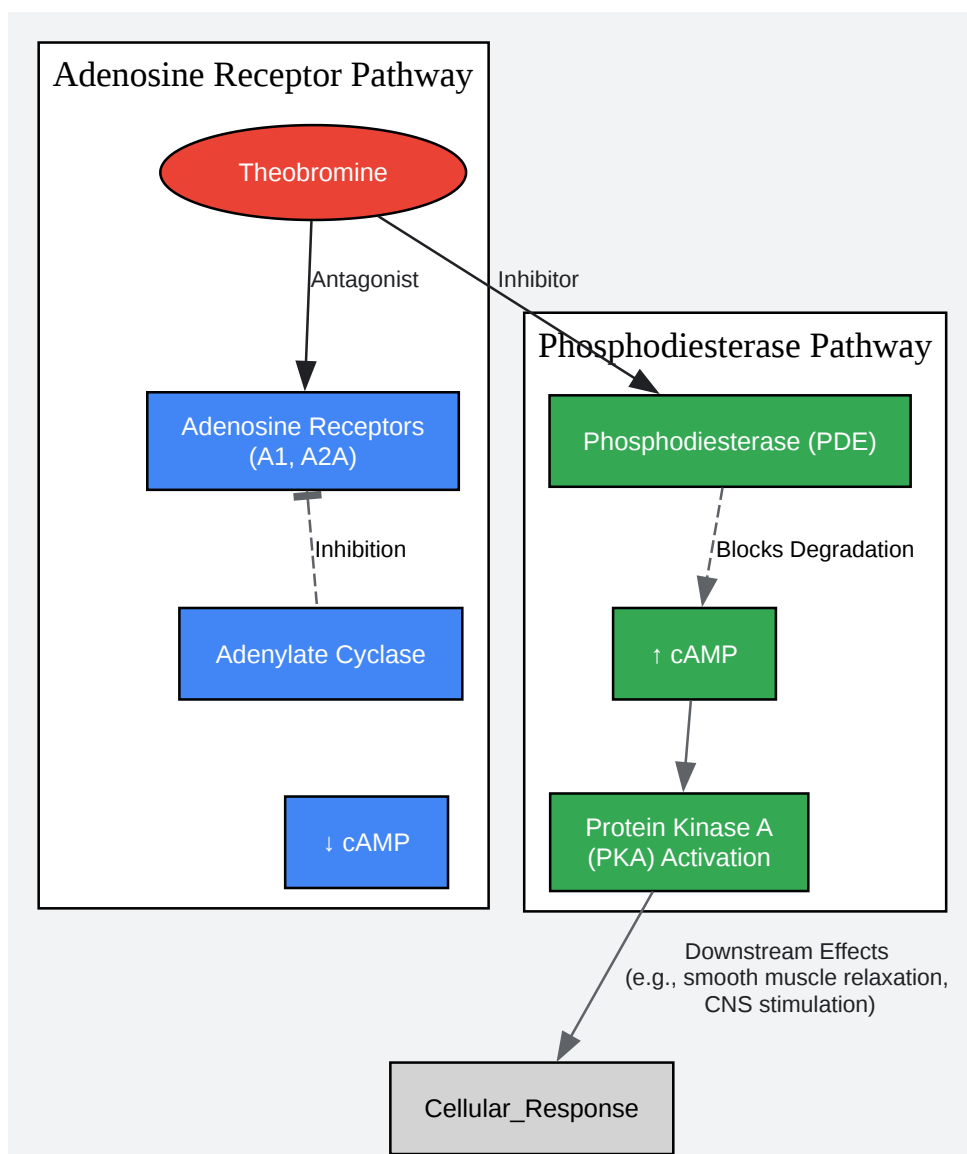 Adenosine Receptor Pathway
Theobromine
Antagonist
Inhibitor
Phosphodiesterase Pathway
Adenosine Receptors
(A1, A2A)
Phosphodiesterase (PDE)
Inhibition
Blocks Degradation
Adenylate Cyclase
↑ cAMP
↓ cAMP
Protein Kinase A
(PKA) Activation
Downstream Effects
(e.g., smooth muscle relaxation,
CNS stimulation)
Cellular_Response